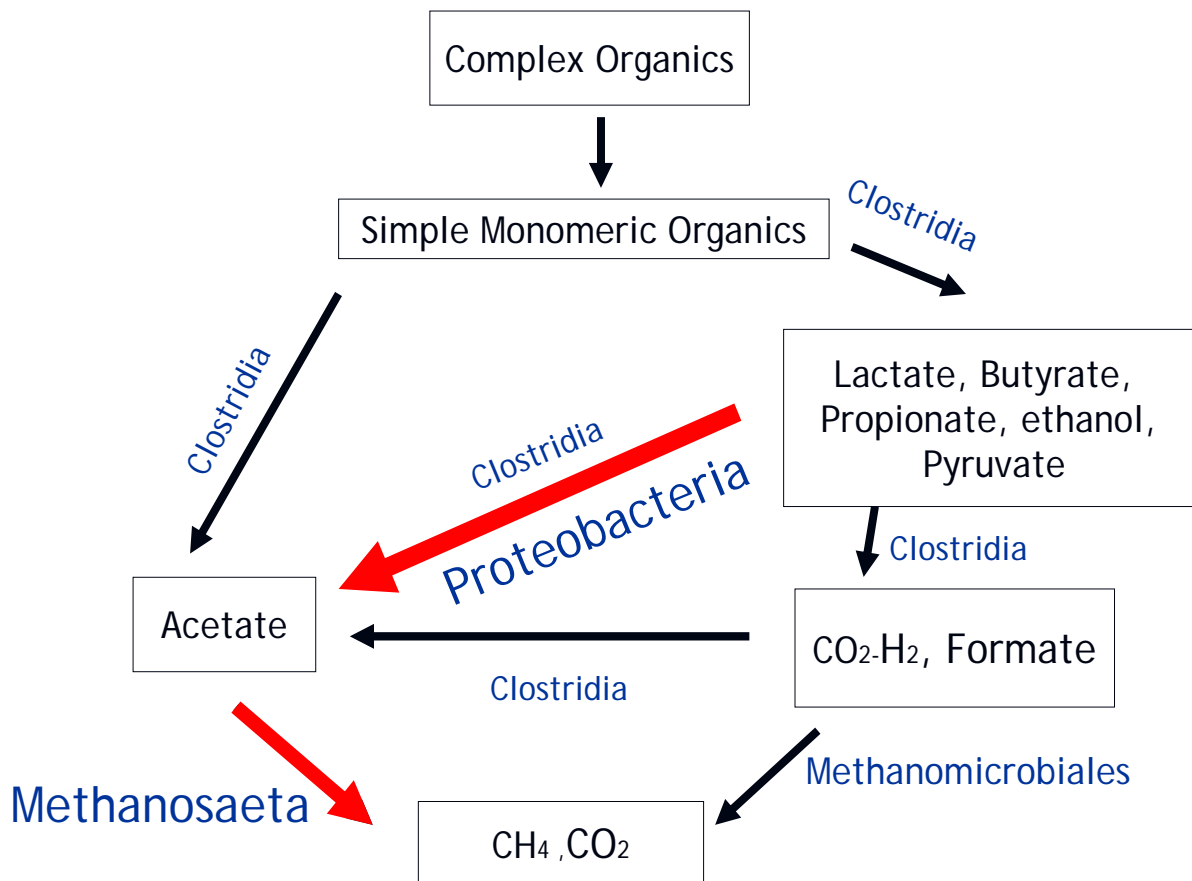 Complex Organics
Simple Monomeric Organics
Clostridia
Clostridia
Lactate, Butyrate,
Propionate, ethanol,
Pyruvate
Clostridia
Proteobacteria
Clostridia
Acetate
CO2-H2, Formate
Clostridia
Methanomicrobiales
Methanosaeta
CH4 ,CO2